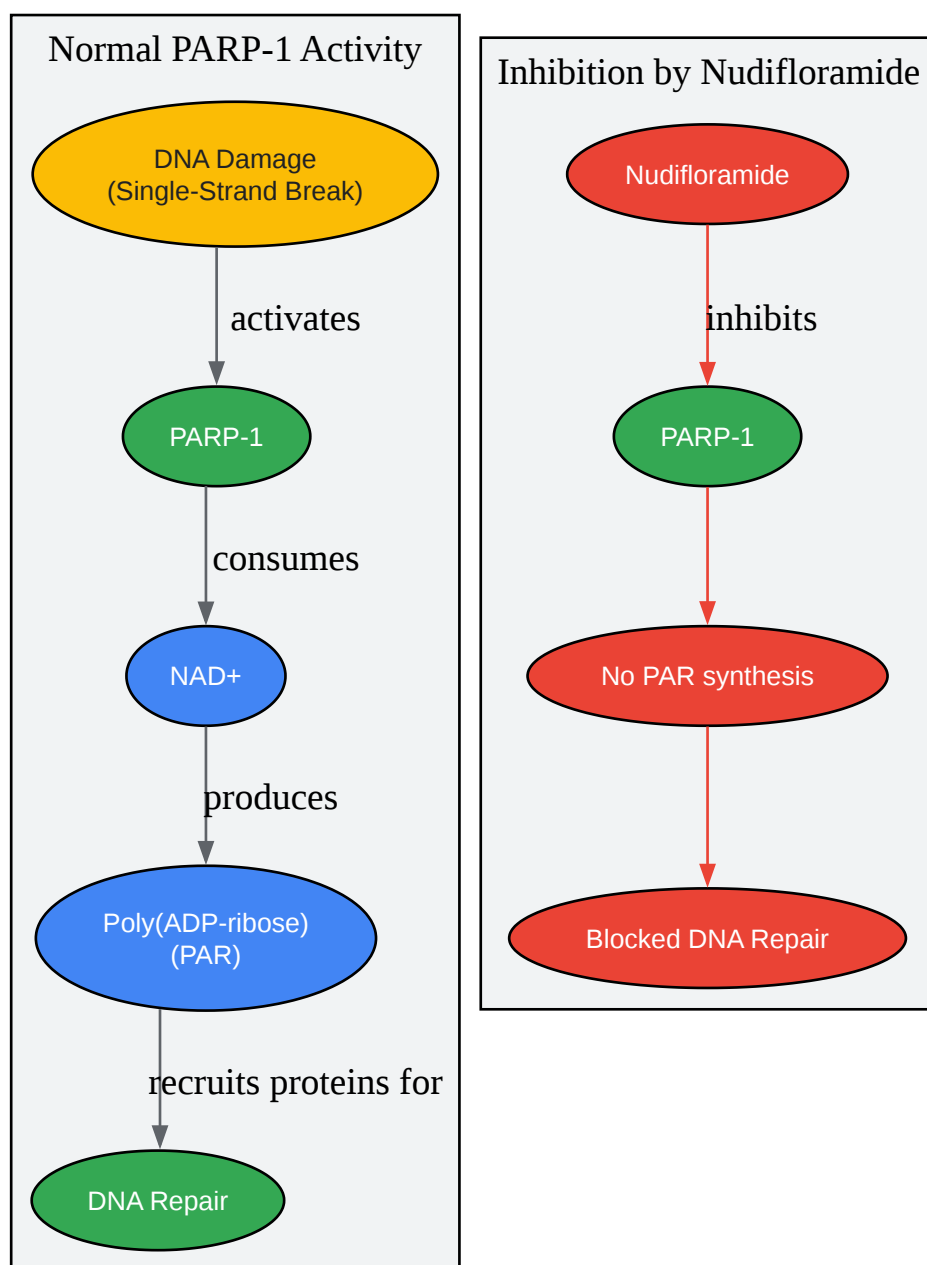 Normal PARP-1 Activity
DNA Damage
(Single-Strand Break)
activates
PARP-1
consumes
NAD+
produces
Poly(ADP-ribose)
(PAR)
recruits proteins for
DNA Repair
Inhibition by Nudifloramide
Nudifloramide
inhibits
PARP-1
No PAR synthesis
Blocked DNA Repair